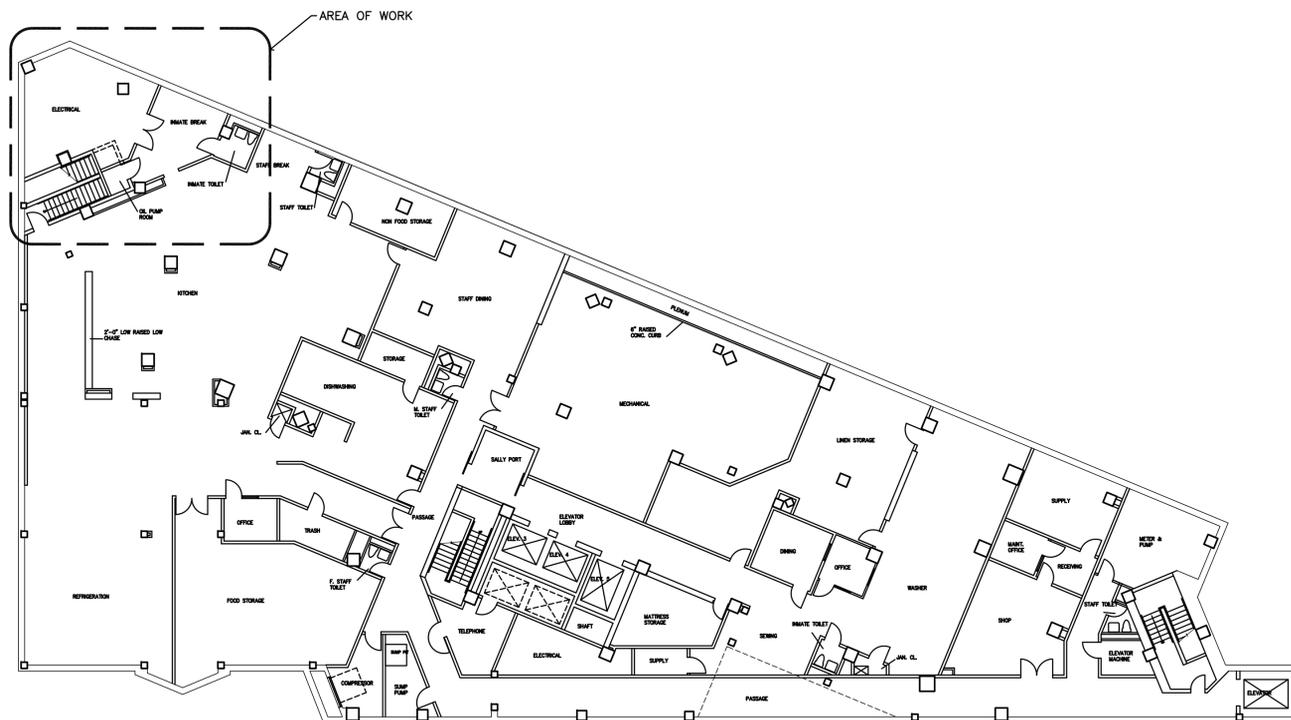 AREA OF WORK
ELECTRICAL
INMATE BREAK
STAFF BREAK
INMATE TOILET
STAFF TOILET
OIL PUMP
ROOM
NON FOOD STORAGE
KITCHEN
STAFF DINING
PLENUM
6" RAISED
CONC. CURB
2'-0" LOW RAISED LOW
CHASE
STORAGE
DISHWASHING
M. STAFF
TOILET
MECHANICAL
JAN. CL.
LINEN STORAGE
SALLY PORT
SUPPLY
OFFICE
TRASH
PASSAGE
ELEVATOR
LOBBY
ELEV. 3
ELEV. 4
ELEV. 5
DINING
OFFICE
MAINT.
OFFICE
RECEIVING
METER &
PUMP
F. STAFF
TOILET
REFRIGERATION
FOOD STORAGE
WASHER
STAFF TOILET
MATTRESS
STORAGE
SHAFT
TELEPHONE
INMATE TOILET
SEWING
SHOP
ELECTRICAL
SUPPLY
JAN. CL.
ELEVATOR
MACHINE
SUMP PIT
COMPRESSOR
SUMP
PUMP
PASSAGE
ELEVATOR